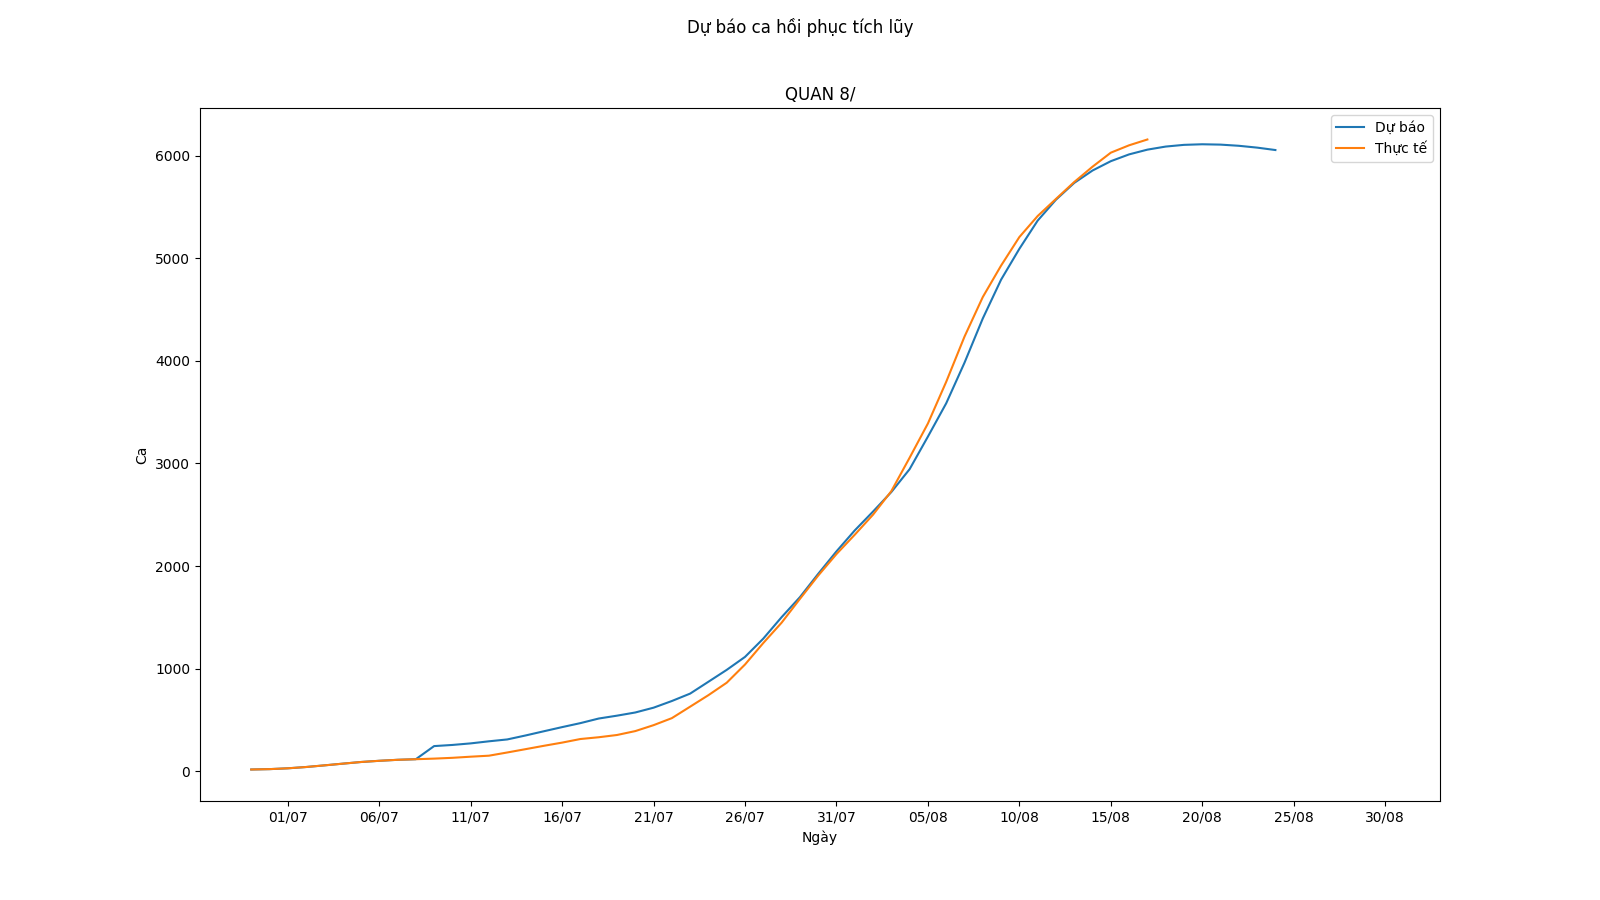 Dự báo ca hồi phục tích lũy
QUAN 8/
Dự báo
Thực tế
6000
5000
4000
3000
2000
1000
0
Ca
01/07 06/07 11/07 16/07 21/07 26/07 31/07 05/08 10/08 15/08 20/08 25/08 30/08
Ngày